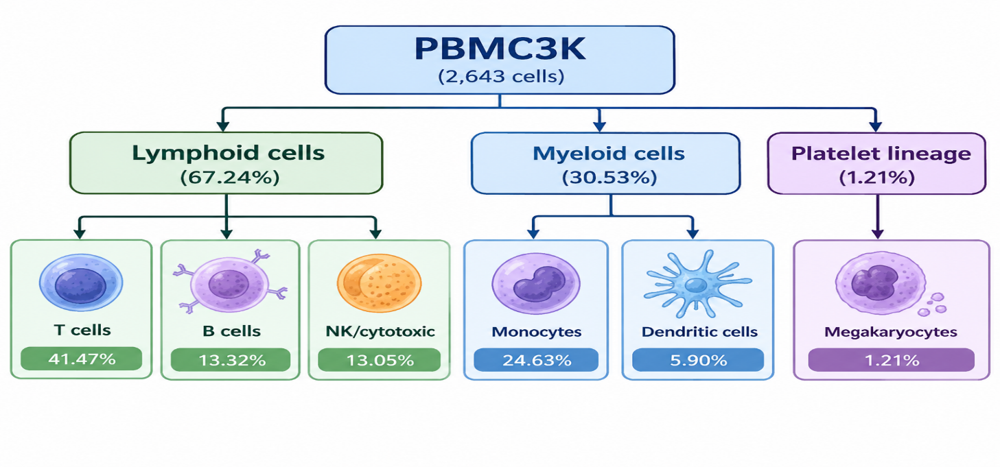 PBMC3K
(2,643 cells)
Lymphoid cells
(67.24%)
Myeloid cells
(30.53%)
Platelet lineage
(1.21%)
T cells
41.47%
B cells
13.32%
NK/cytotoxic
13.05%
Monocytes
24.63%
Dendritic cells
5.90%
Megakaryocytes
1.21%